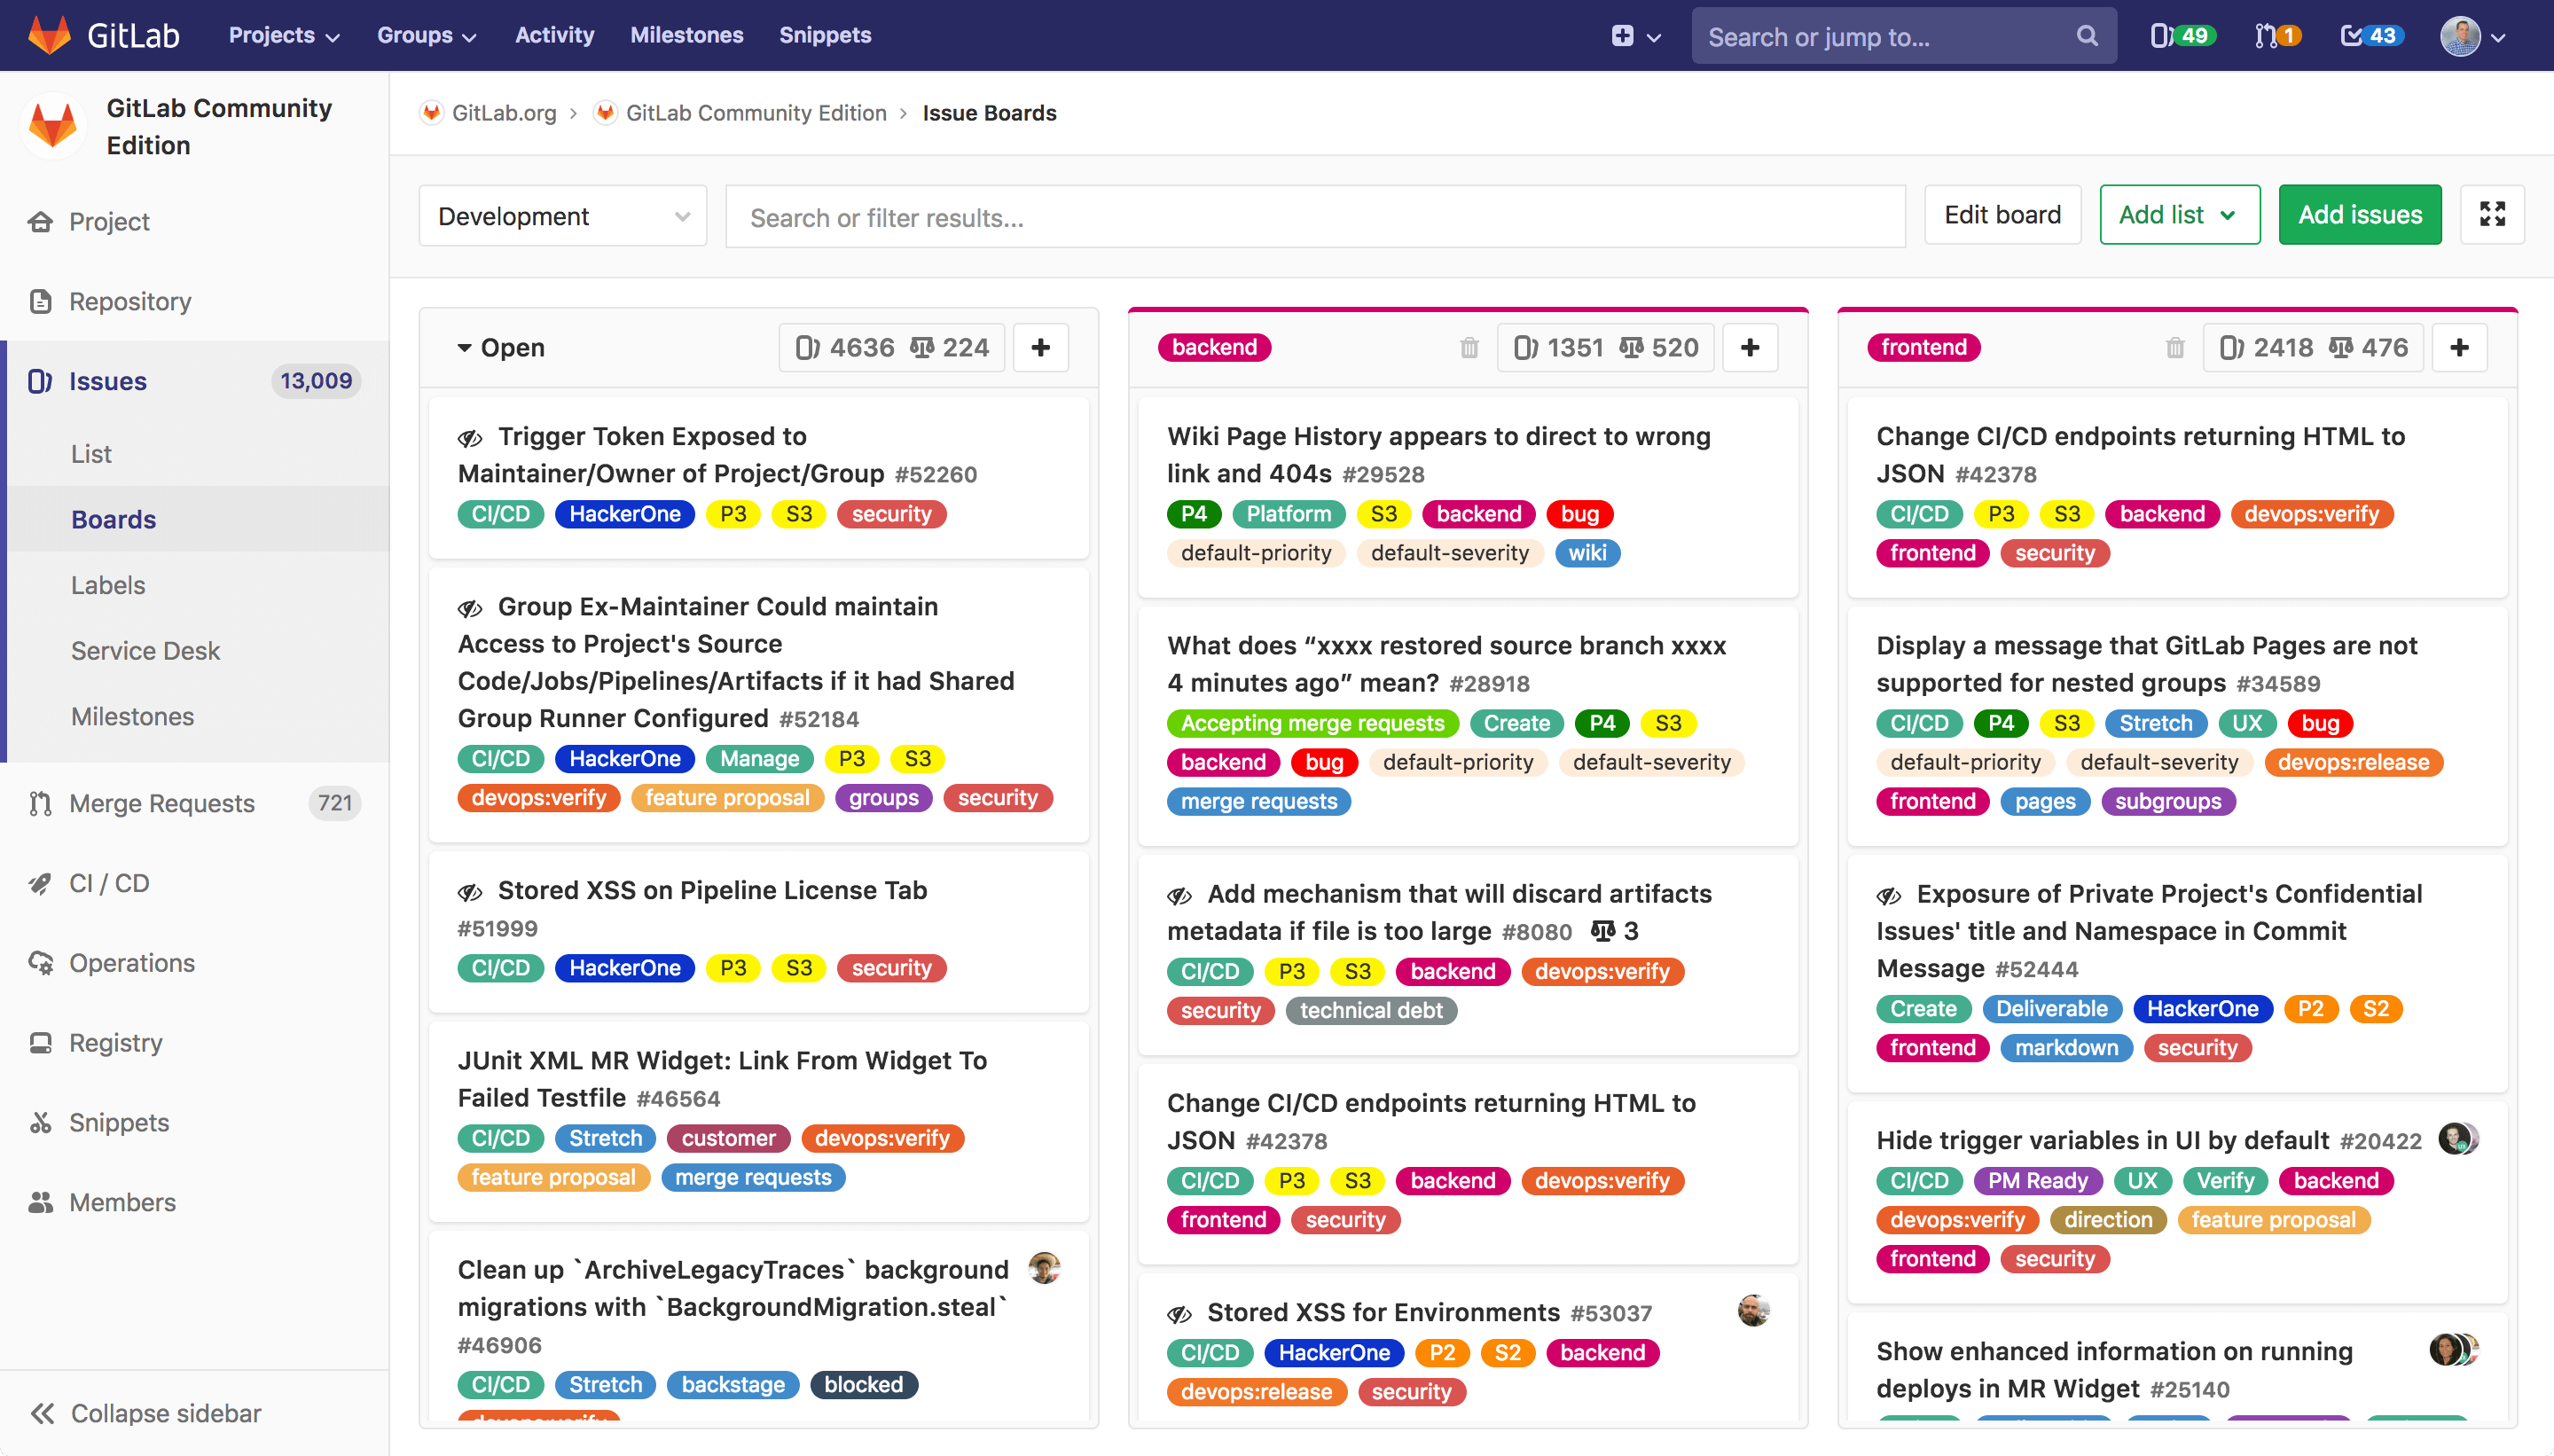 GitLab
Projects
Groups
Activity
Milestones
Snippets
Search or jump to...
49
1
43
GitLab Community
Edition
Project
Repository
Issues 13,009
List
Boards
Labels
Service Desk
Milestones
Merge Requests 721
CI / CD
Operations
Registry
Snippets
Members
Collapse sidebar
GitLab.org › GitLab Community Edition › Issue Boards
Development
Search or filter results...
Edit board
Add list
Add issues
Open 4636 224
Trigger Token Exposed to
Maintainer/Owner of Project/Group #52260
CI/CD HackerOne P3 S3 security
Group Ex-Maintainer Could maintain
Access to Project's Source
Code/Jobs/Pipelines/Artifacts if it had Shared
Group Runner Configured #52184
CI/CD HackerOne Manage P3 S3
devops:verify feature proposal groups security
Stored XSS on Pipeline License Tab
#51999
CI/CD HackerOne P3 S3 security
JUnit XML MR Widget: Link From Widget To
Failed Testfile #46564
CI/CD Stretch customer devops:verify
feature proposal merge requests
Clean up `ArchiveLegacyTraces` background
migrations with `BackgroundMigration.steal`
#46906
CI/CD Stretch backstage blocked
devops:verify
backend 1351 520
Wiki Page History appears to direct to wrong
link and 404s #29528
P4 Platform S3 backend bug
default-priority default-severity wiki
What does “xxxx restored source branch xxxx
4 minutes ago” mean? #28918
Accepting merge requests Create P4 S3
backend bug default-priority default-severity
merge requests
Add mechanism that will discard artifacts
metadata if file is too large #8080 3
CI/CD P3 S3 backend devops:verify
security technical debt
Change CI/CD endpoints returning HTML to
JSON #42378
CI/CD P3 S3 backend devops:verify
frontend security
Stored XSS for Environments #53037
CI/CD HackerOne P2 S2 backend
devops:release security
frontend 2418 476
Change CI/CD endpoints returning HTML to
JSON #42378
CI/CD P3 S3 backend devops:verify
frontend security
Display a message that GitLab Pages are not
supported for nested groups #34589
CI/CD P4 S3 Stretch UX bug
default-priority default-severity devops:release
frontend pages subgroups
Exposure of Private Project's Confidential
Issues' title and Namespace in Commit
Message #52444
Create Deliverable HackerOne P2 S2
frontend markdown security
Hide trigger variables in UI by default #20422
CI/CD PM Ready UX Verify backend
devops:verify direction feature proposal
frontend security
Show enhanced information on running
deploys in MR Widget #25140